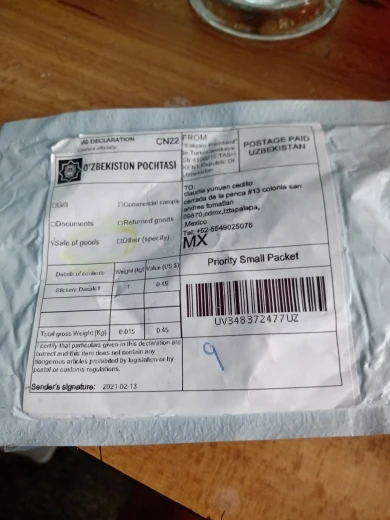 DECLARATION
CN22
O'ZBEKISTON POCHTASI
□Gift
□Commercial sample
□Documents
□Returned goods
Sale of goods
□Other (specify)
Details of contents
Weight (kg)
Value (US $)
Stickers
1
0.45
Total gross Weight (Kg)
0.015
0.45
I certify that particulars given in this declaration are
correct and this item does not contain any
dangerous articles prohibited by legislation or by
postal or customs regulations.
Sender's signature: 2021-02-13
FROM
Republic Of
Uzbekistan
POSTAGE PAID
UZBEKISTAN
TO:
claudia yunuen cedillo
cerrada de la penca #13 colonia san
andres tomatlan
09870,cdmx,Iztapalapa,
,Mexico
Tel: +52-5549025076
MX
Priority Small Packet
UV348372477UZ
9